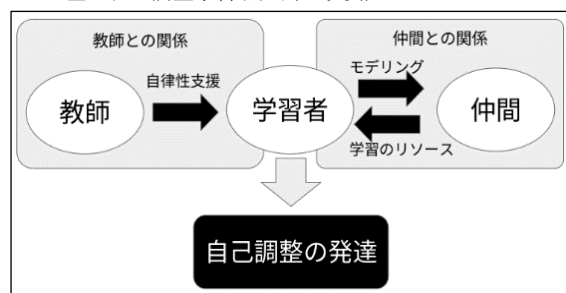 教師との関係
仲間との関係
自律性支援
モデリング
教師
学習者
仲間
学習のリソース
自己調整の発達